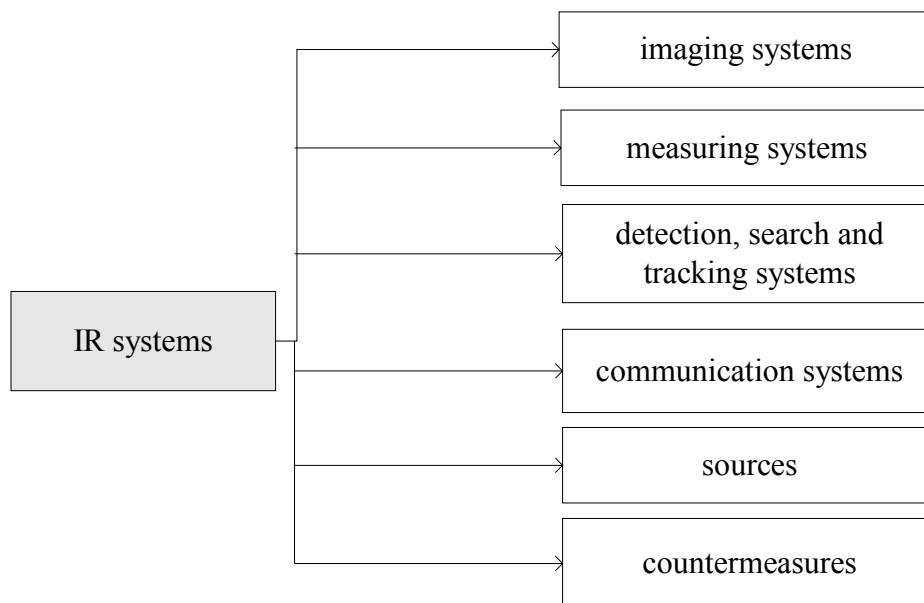 IR systems
imaging systems
measuring systems
detection, search and
tracking systems
communication systems
sources
countermeasures